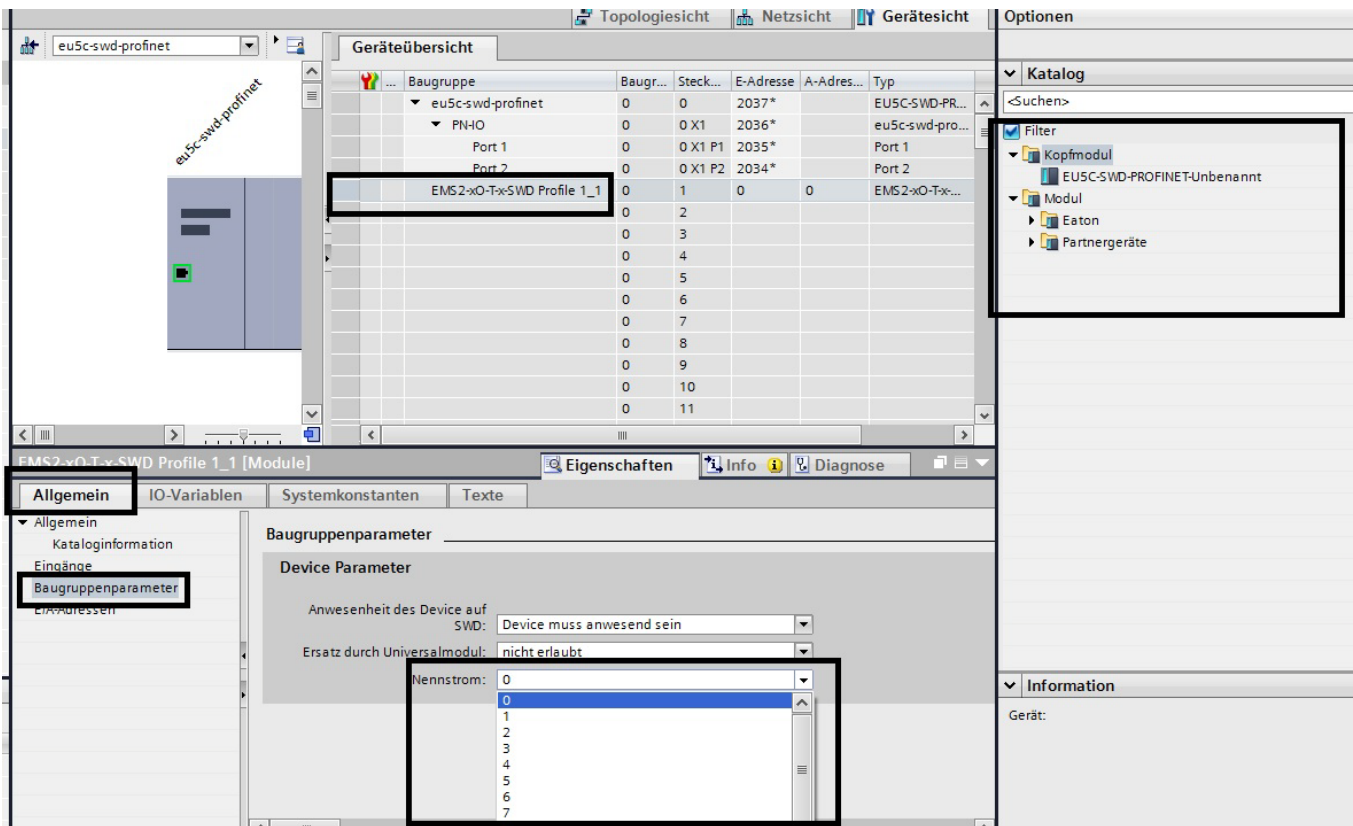 Topologiesicht Netzsicht Gerätesicht Optionen
eu5c-swd-profinet Geräteübersicht
Katalog
... Baugruppe Baugr... Steck... E-Adresse A-Adres... Typ
<Suchen>
eu5c-swd-profinet 0 0 2037* EU5C-SWD-PR...
PN-IO 0 0 X1 2036* eu5c-swd-pro...
Port 1 0 0 X1 P1 2035* Port 1
Port 2 0 0 X1 P2 2034* Port 2
EMS2-xO-T-x-SWD Profile 1_1 0 1 0 0 EMS2-xO-T-x-...
0 2
0 3
0 4
0 5
0 6
0 7
0 8
0 9
0 10
0 11
eu5c-swd-profinet
Filter
Kopfmodul
EU5C-SWD-PROFINET-Unbenannt
Modul
Eaton
Partnergeräte
EMS2-xO-T-x-SWD Profile 1_1 [Module] Eigenschaften Info Diagnose
Allgemein IO-Variablen Systemkonstanten Texte
Allgemein
Kataloginformation
Eingänge
Baugruppenparameter
E/A-Adressen
Baugruppenparameter
Device Parameter
Anwesenheit des Device auf
SWD: Device muss anwesend sein
Ersatz durch Universalmodul: nicht erlaubt
Nennstrom: 0
0
1
2
3
4
5
6
7
Information
Gerät: